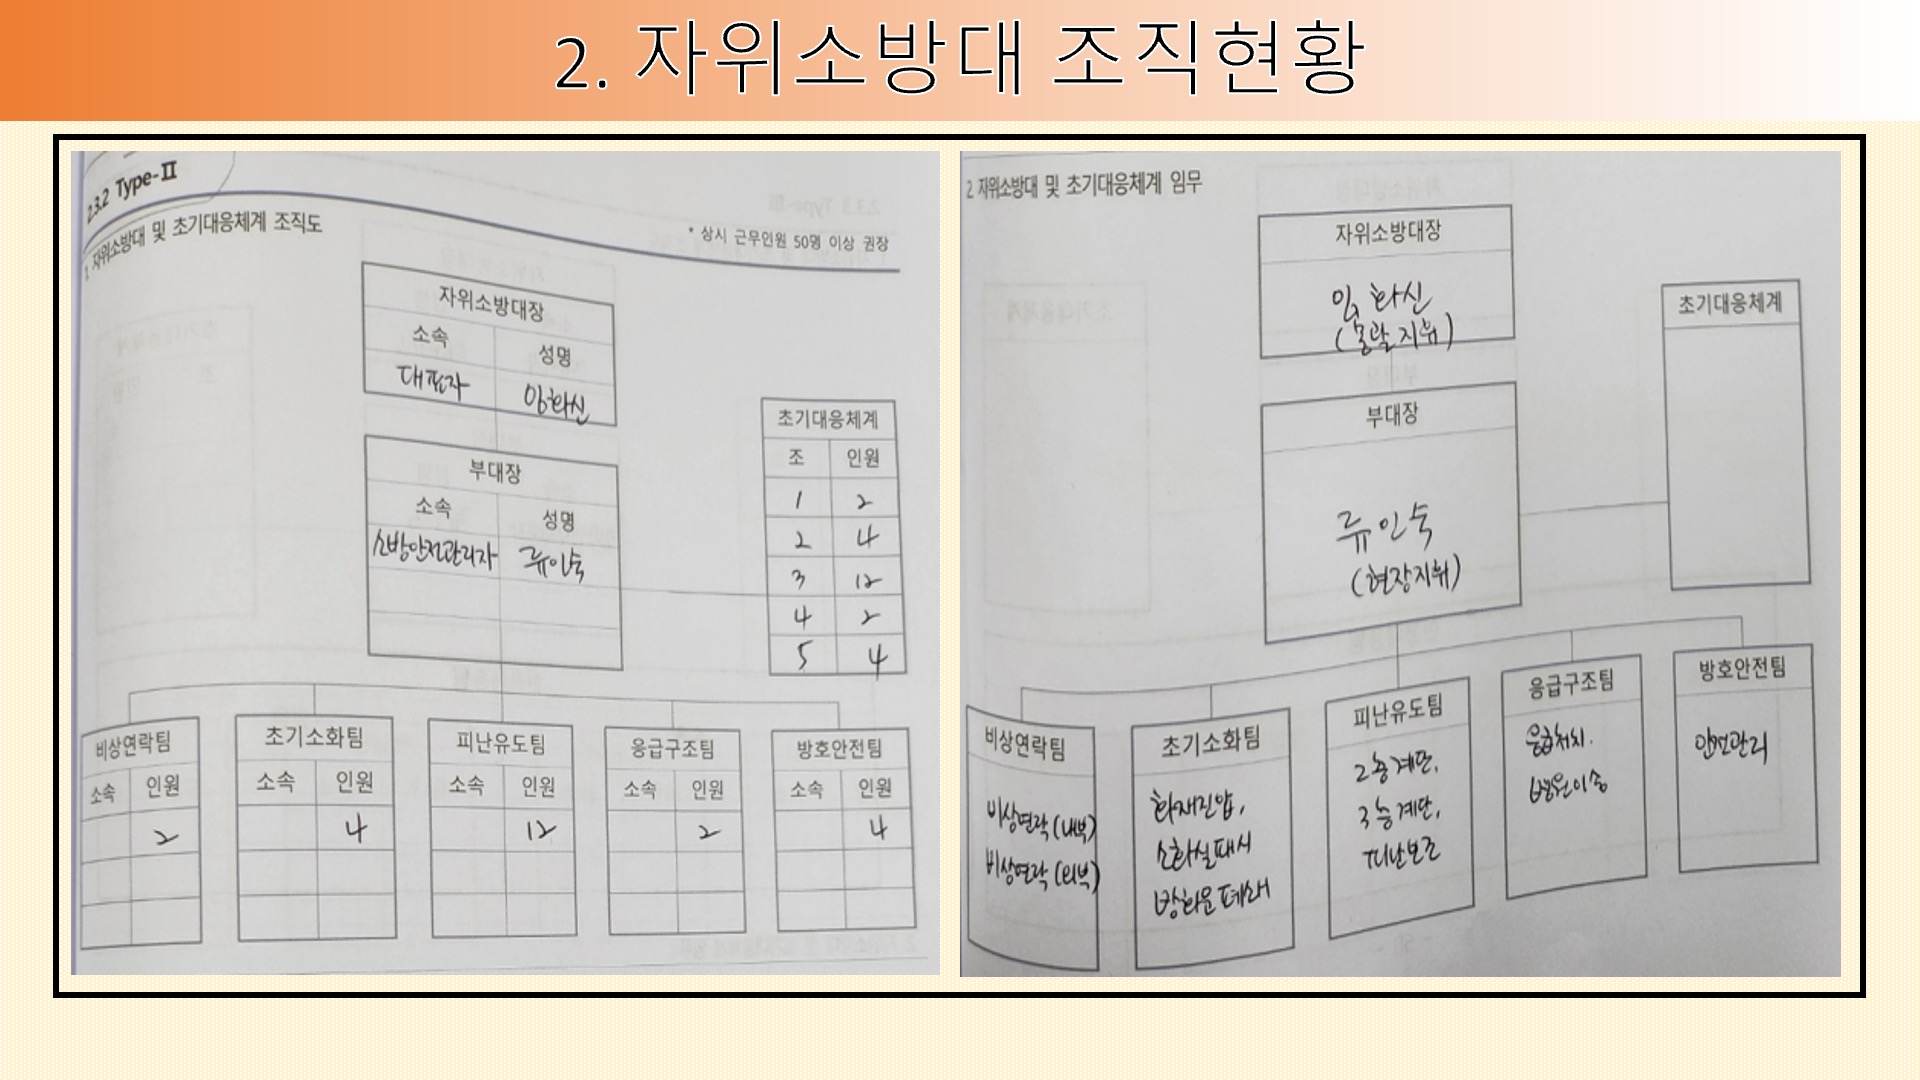 2. 자위소방대 조직현황
2.3.2 Type-Ⅱ
1 자위소방대 및 초기대응체계 조직도
* 상시 근무인원 50명 이상 권장
자위소방대장
소속 성명
대표자 임화신
부대장
소속 성명
소방안전관리자 류인숙
초기대응체계
조 인원
1 2
2 4
3 12
4 2
5 4
비상연락팀 초기소화팀 피난유도팀 응급구조팀 방호안전팀
소속 인원 소속 인원 소속 인원 소속 인원 소속 인원
2 4 12 2 4
2 자위소방대 및 초기대응체계 임무
자위소방대장
임화신
(총괄지휘)
초기대응체계
부대장
류인숙
(현장지휘)
비상연락팀
비상연락(내부)
비상연락(외부)
초기소화팀
화재진압,
소화실패시
방화문폐쇄
피난유도팀
2층계단,
3층계단,
피난보조
응급구조팀
응급처치.
병원이송
방호안전팀
안전관리